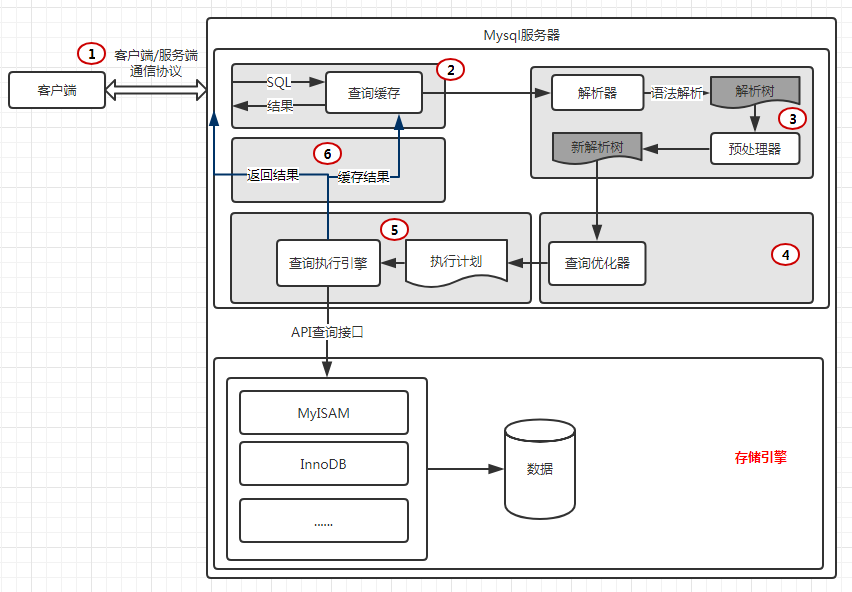 Mysql服务器
1
客户端/服务端
通信协议
客户端
SQL
结果
查询缓存
2
解析器
语法解析
解析树
3
新解析树
预处理器
6
返回结果
缓存结果
5
查询执行引擎
执行计划
查询优化器
4
API查询接口
MyISAM
InnoDB
......
数据
存储引擎